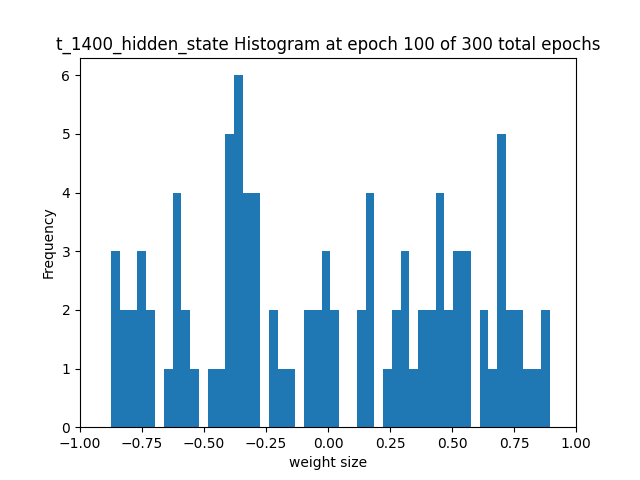 t_1400_hidden_state Histogram at epoch 100 of 300 total epochs
6
5
4
3
2
1
0
Frequency
−1.00 −0.75 −0.50 −0.25 0.00 0.25 0.50 0.75 1.00
weight size